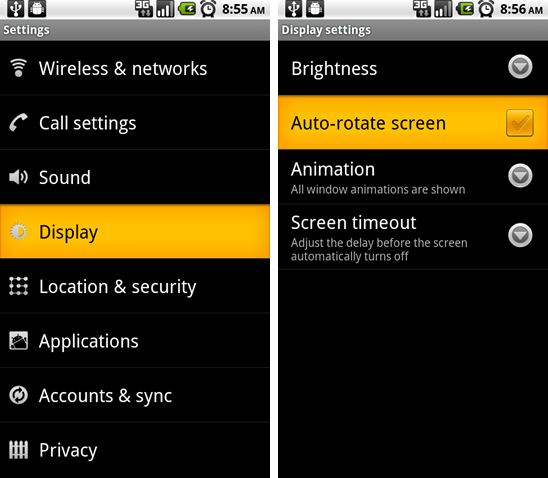 3G 8:55 AM
Settings
Wireless & networks
Call settings
Sound
Display
Location & security
Applications
Accounts & sync
Privacy
3G 8:56 AM
Display settings
Brightness
Auto-rotate screen
Animation
All window animations are shown
Screen timeout
Adjust the delay before the screen
automatically turns off